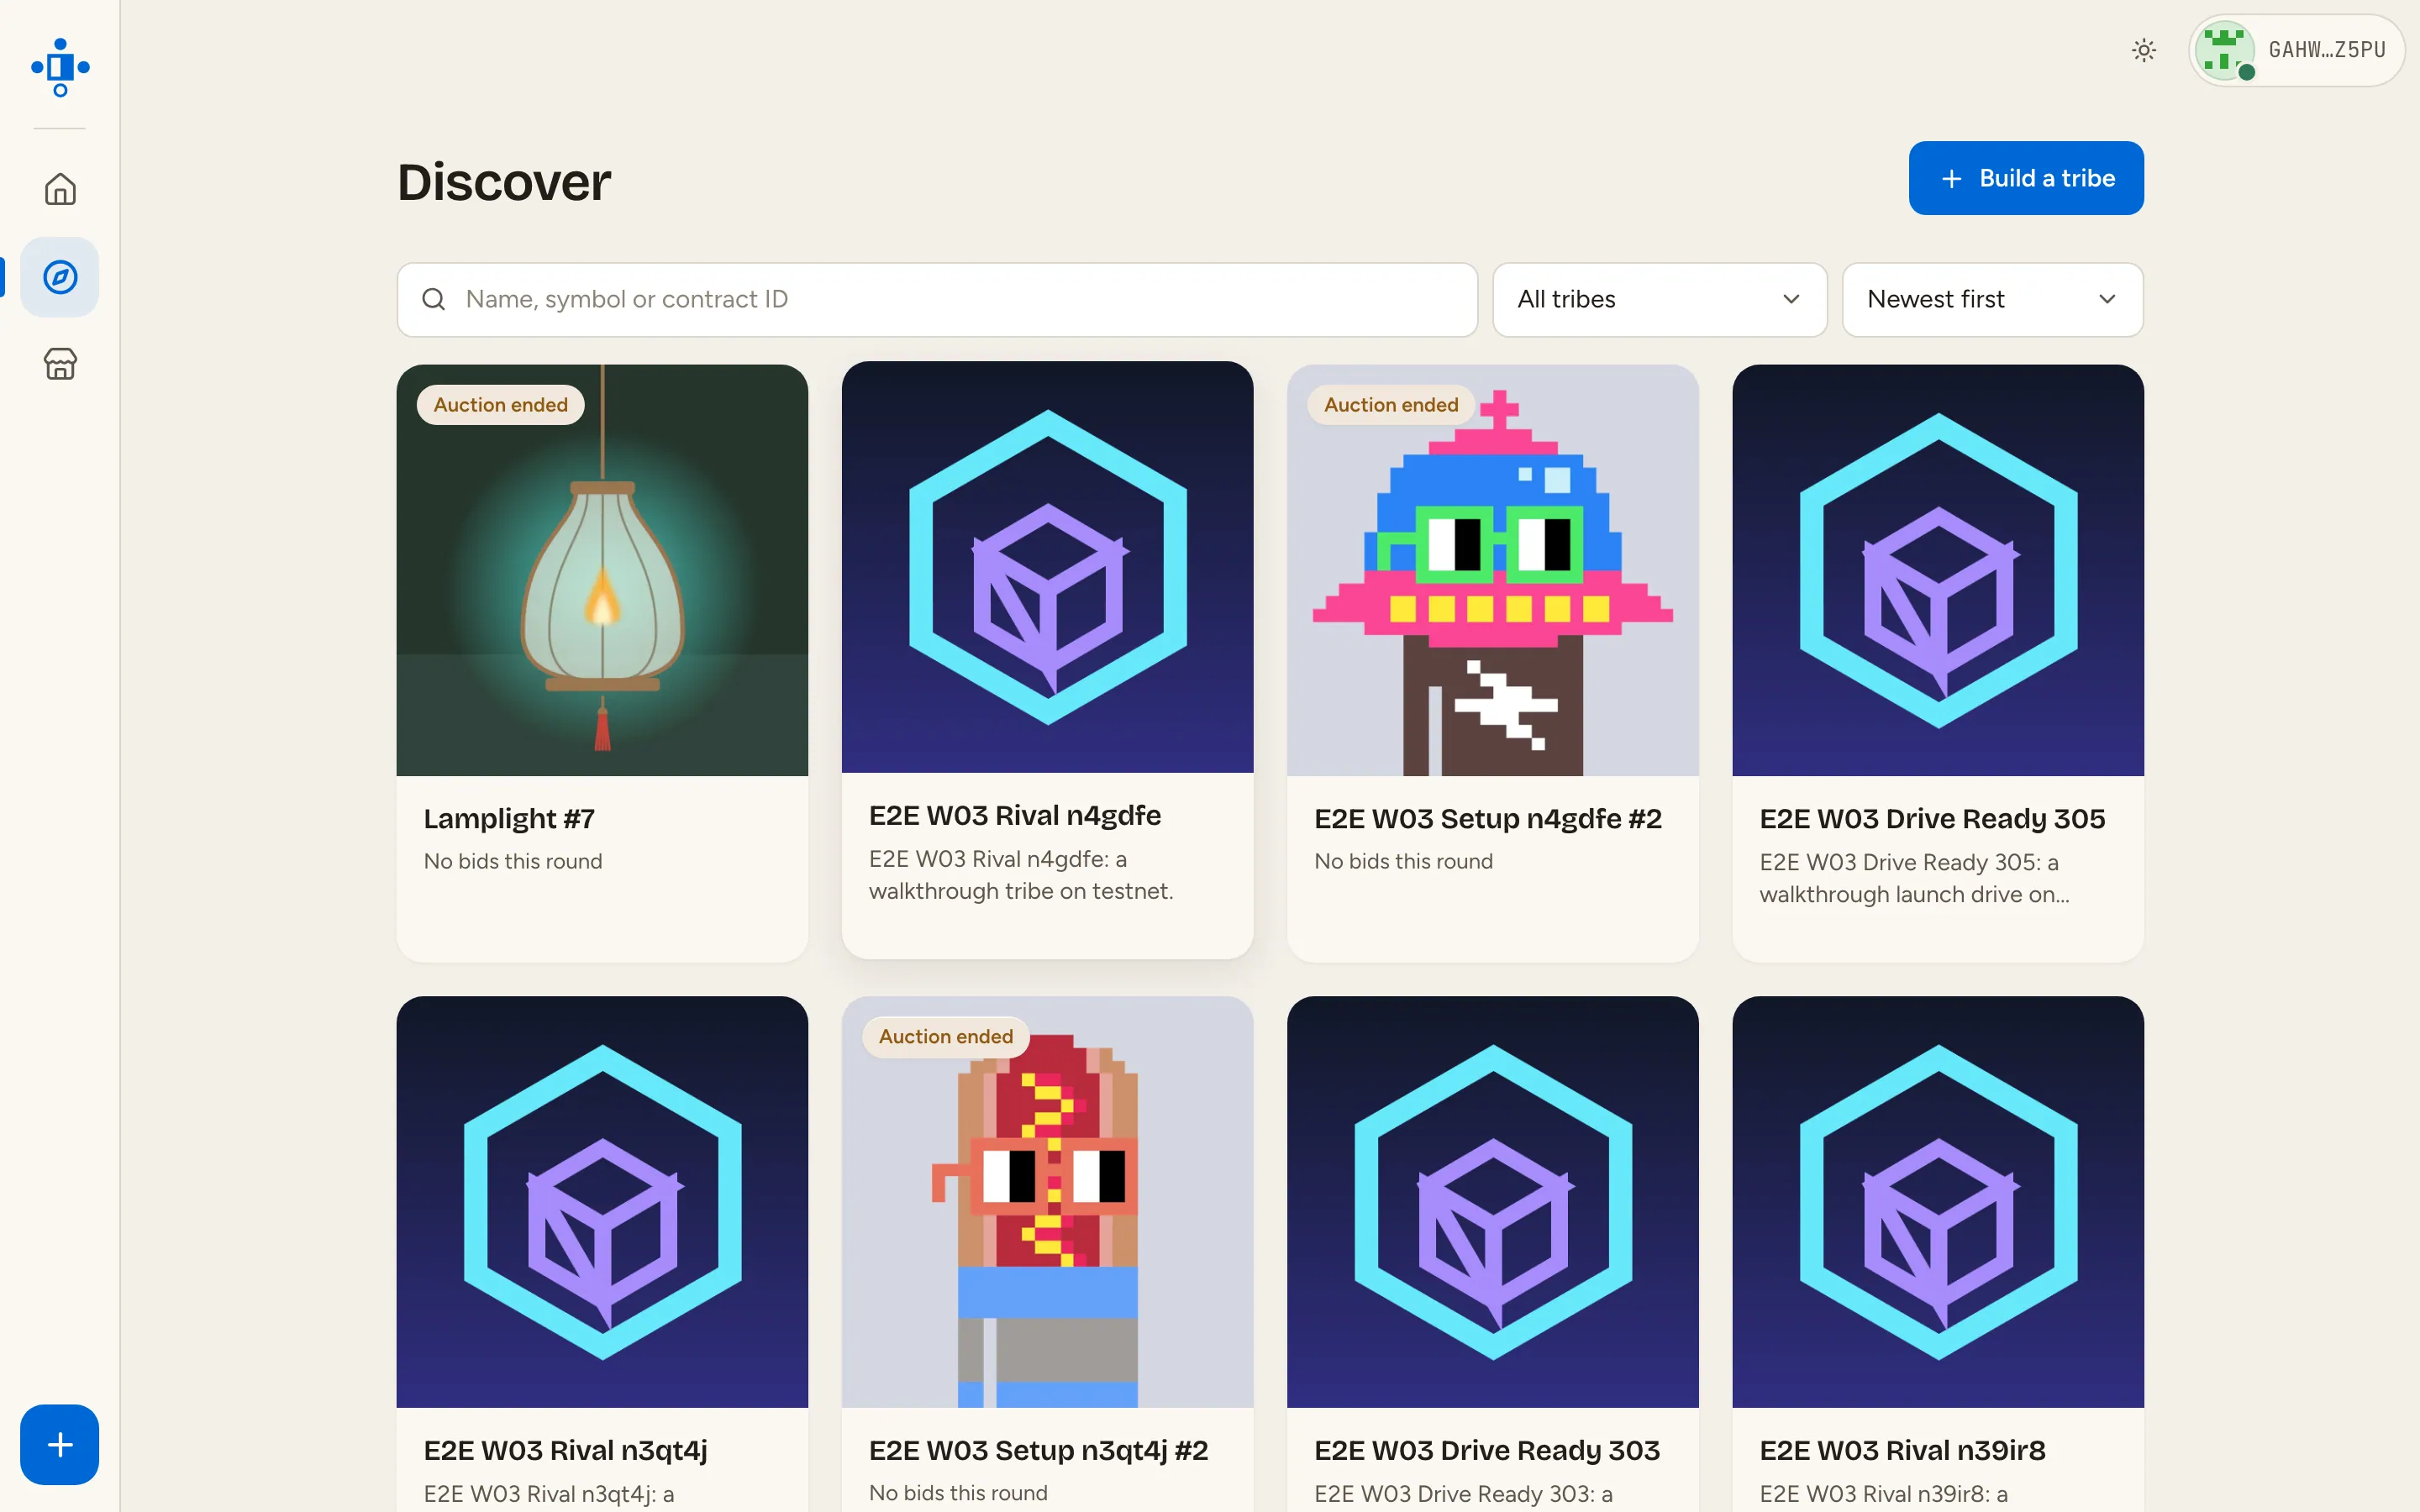 GAHW…Z5PU
Discover
Build a tribe
Name, symbol or contract ID
All tribes
Newest first
Auction ended
Auction ended
Lamplight #7
No bids this round
E2E W03 Rival n4gdfe
E2E W03 Rival n4gdfe: a
walkthrough tribe on testnet.
E2E W03 Setup n4gdfe #2
No bids this round
E2E W03 Drive Ready 305
E2E W03 Drive Ready 305: a
walkthrough launch drive on...
Auction ended
E2E W03 Rival n3qt4j
E2E W03 Rival n3qt4j: a
E2E W03 Setup n3qt4j #2
No bids this round
E2E W03 Drive Ready 303
E2E W03 Drive Ready 303: a
E2E W03 Rival n39ir8
E2E W03 Rival n39ir8: a